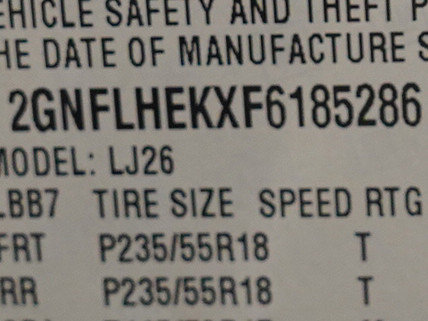 EHICLE SAFETY AND THEFT P
HE DATE OF MANUFACTURE S
2GNFLHEKXF6185286
MODEL: LJ26
LBB7 TIRE SIZE SPEED RTG
FRT P235/55R18 T
RR P235/55R18 T